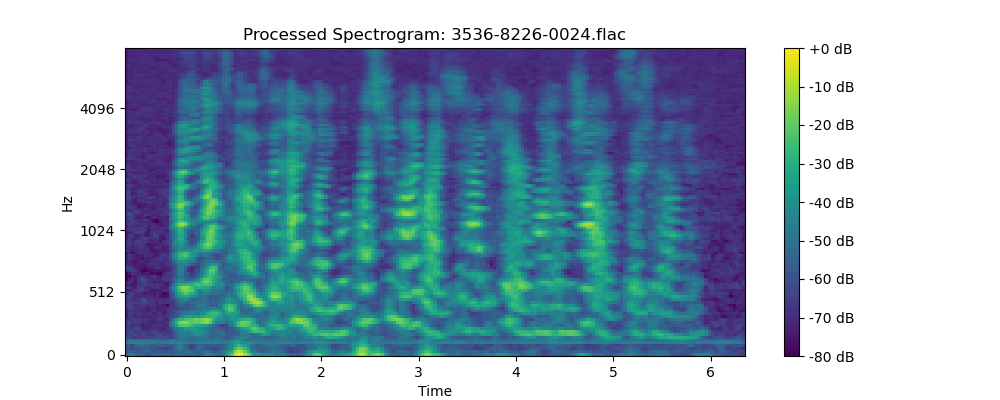 Processed Spectrogram: 3536-8226-0024.flac
Hz
4096
2048
1024
512
0
0 1 2 3 4 5 6
Time
+0 dB
-10 dB
-20 dB
-30 dB
-40 dB
-50 dB
-60 dB
-70 dB
-80 dB